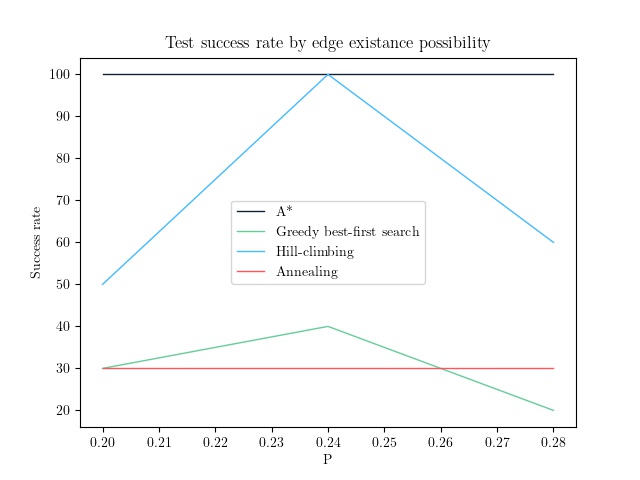 Test success rate by edge existance possibility
Success rate
100
90
80
70
60
50
40
30
20
A*
Greedy best-first search
Hill-climbing
Annealing
0.20 0.21 0.22 0.23 0.24 0.25 0.26 0.27 0.28
P